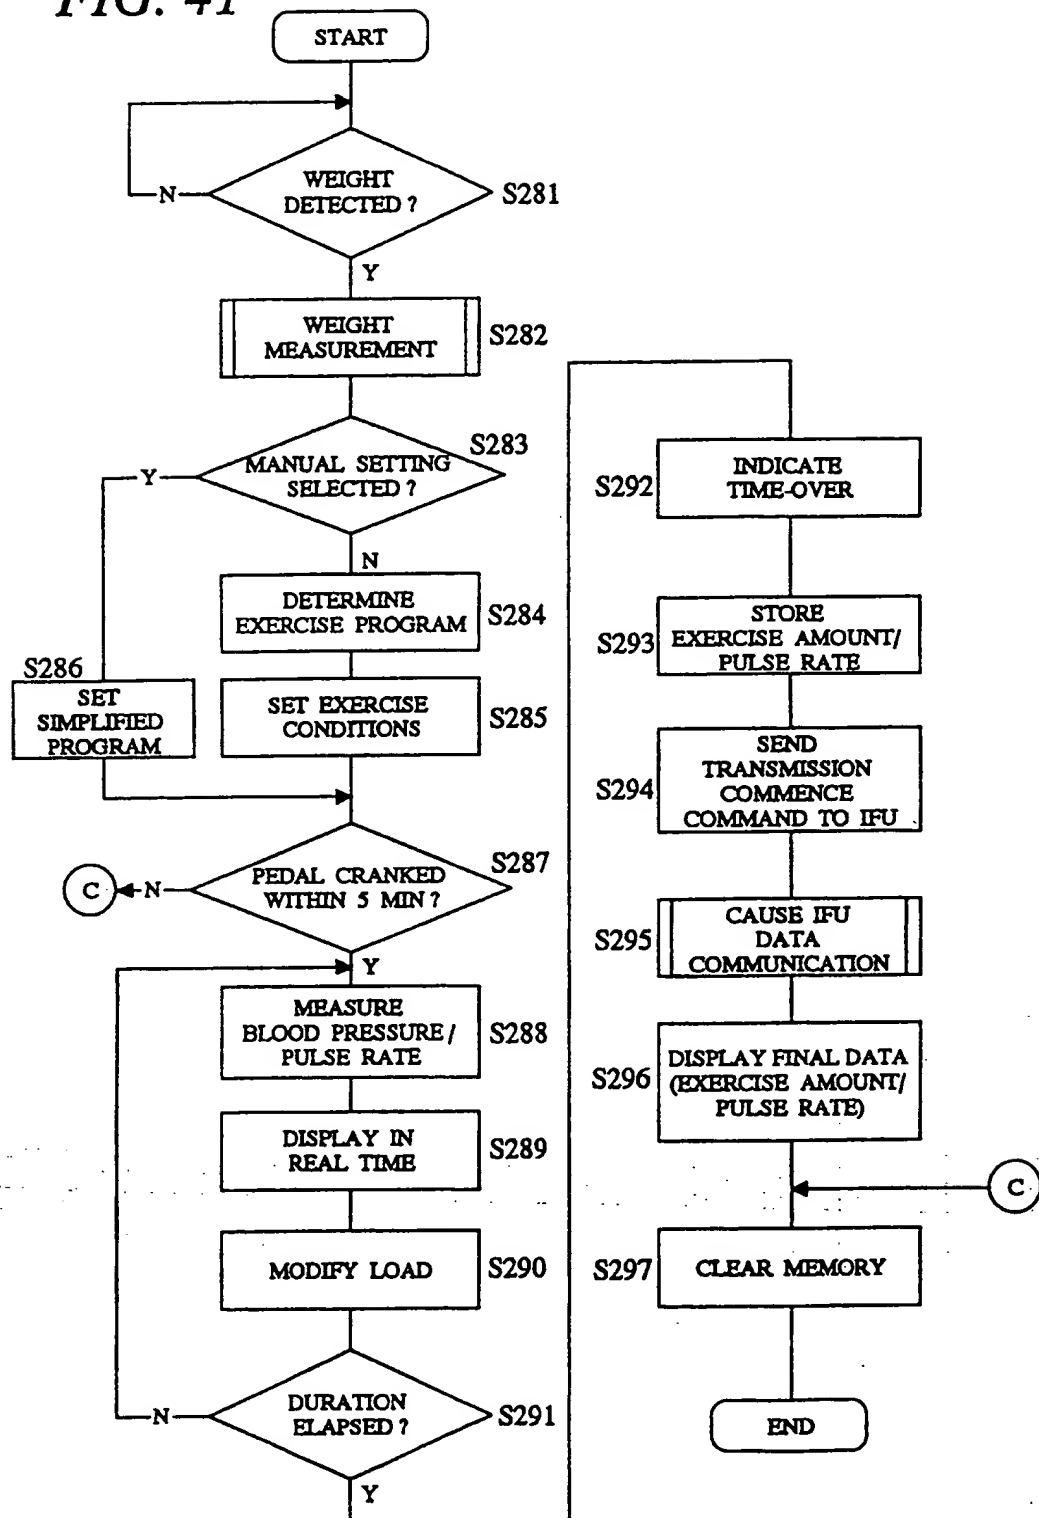 FIG. 41
START
WEIGHT
DETECTED ?
S281
N
Y
WEIGHT
MEASUREMENT
S282
MANUAL SETTING
SELECTED ?
S283
Y
N
DETERMINE
EXERCISE PROGRAM
S284
SET EXERCISE
CONDITIONS
S285
S286
SET
SIMPLIFIED
PROGRAM
PEDAL CRANKED
WITHIN 5 MIN ?
S287
N
C
Y
MEASURE
BLOOD PRESSURE /
PULSE RATE
S288
DISPLAY IN
REAL TIME
S289
MODIFY LOAD
S290
DURATION
ELAPSED ?
S291
N
Y
INDICATE
TIME-OVER
S292
STORE
EXERCISE AMOUNT/
PULSE RATE
S293
SEND
TRANSMISSION
COMMENCE
COMMAND TO IFU
S294
CAUSE IFU
DATA
COMMUNICATION
S295
DISPLAY FINAL DATA
(EXERCISE AMOUNT/
PULSE RATE)
S296
C
CLEAR MEMORY
S297
END